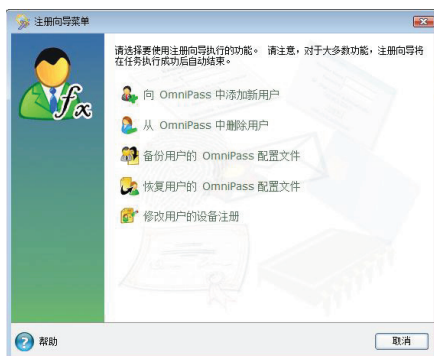 注册向导菜单
请选择要使用注册向导执行的功能。 请注意，对于大多数功能，注册向导将
在任务执行成功后自动结束。
fx
向 OmniPass 中添加新用户
从 OmniPass 中删除用户
备份用户的 OmniPass 配置文件
恢复用户的 OmniPass 配置文件
修改用户的设备注册
帮助
取消